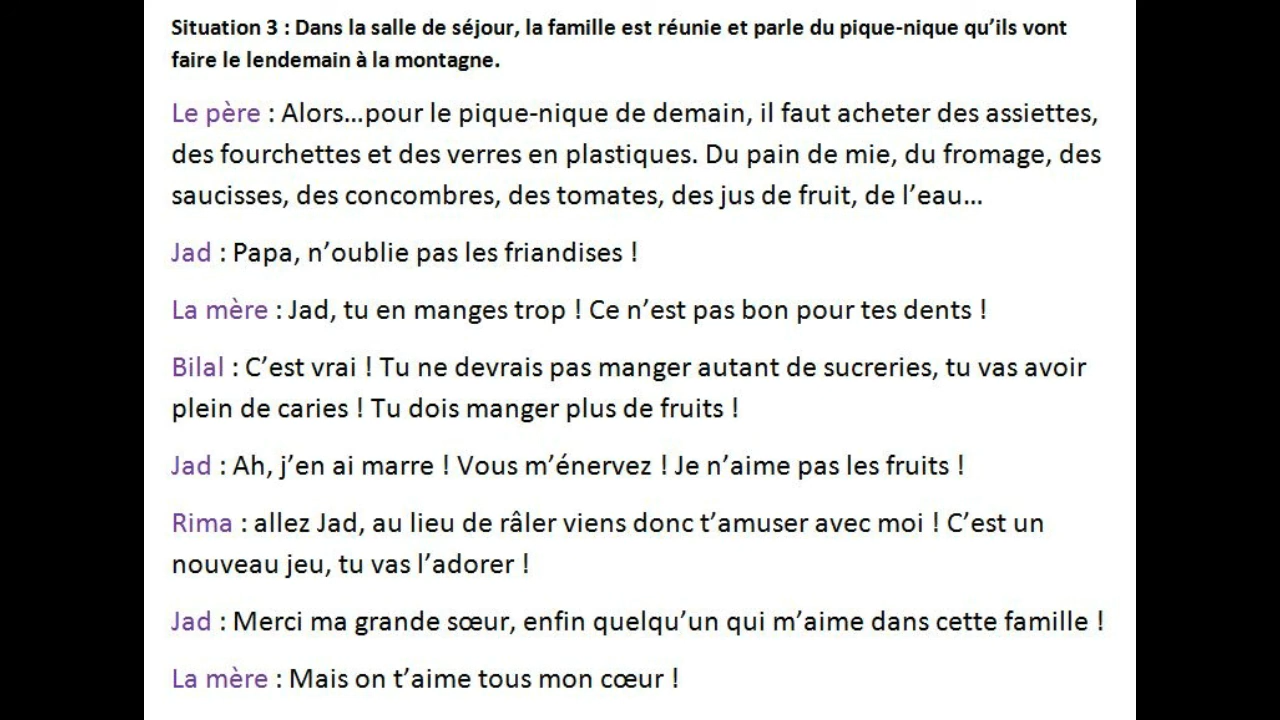 Situation 3 : Dans la salle de séjour, la famille est réunie et parle du pique-nique qu’ils vont
faire le lendemain à la montagne.
Le père : Alors…pour le pique-nique de demain, il faut acheter des assiettes,
des fourchettes et des verres en plastiques. Du pain de mie, du fromage, des
saucisses, des concombres, des tomates, des jus de fruit, de l’eau…
Jad : Papa, n’oublie pas les friandises !
La mère : Jad, tu en manges trop ! Ce n’est pas bon pour tes dents !
Bilal : C’est vrai ! Tu ne devrais pas manger autant de sucreries, tu vas avoir
plein de caries ! Tu dois manger plus de fruits !
Jad : Ah, j’en ai marre ! Vous m’énervez ! Je n’aime pas les fruits !
Rima : allez Jad, au lieu de râler viens donc t’amuser avec moi ! C’est un
nouveau jeu, tu vas l’adorer !
Jad : Merci ma grande sœur, enfin quelqu’un qui m’aime dans cette famille !
La mère : Mais on t’aime tous mon cœur !